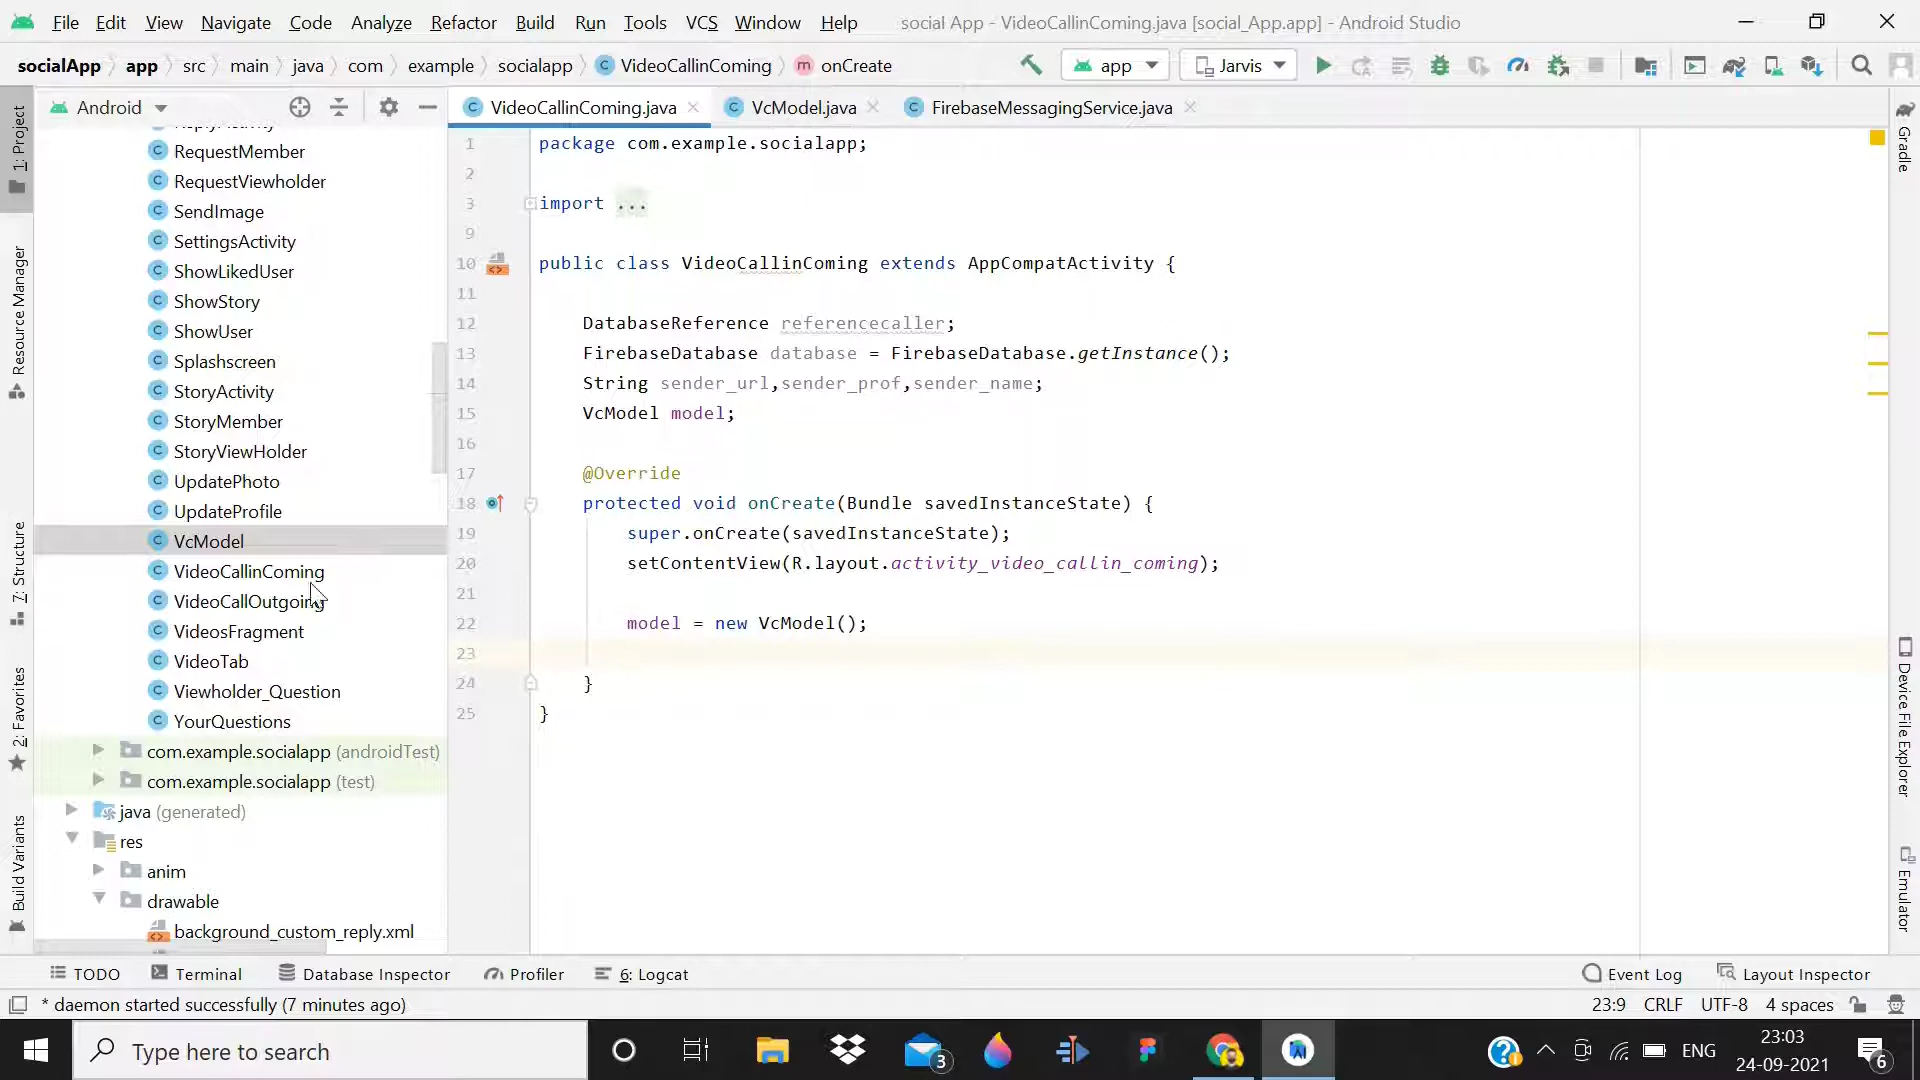 File Edit View Navigate Code Analyze Refactor Build Run Tools VCS Window Help social App - VideoCallinComing.java [social_App.app] - Android Studio
socialApp app src main java com example socialapp VideoCallinComing onCreate app Jarvis
Android
VideoCallinComing.java VcModel.java FirebaseMessagingService.java
1: Project
Resource Manager
7: Structure
2: Favorites
Build Variants
ReplyActivity
RequestMember
RequestViewholder
SendImage
SettingsActivity
ShowLikedUser
ShowStory
ShowUser
Splashscreen
StoryActivity
StoryMember
StoryViewHolder
UpdatePhoto
UpdateProfile
VcModel
VideoCallinComing
VideoCallOutgoing
VideosFragment
VideoTab
Viewholder_Question
YourQuestions
com.example.socialapp (androidTest)
com.example.socialapp (test)
java (generated)
res
anim
drawable
background_custom_reply.xml
1 package com.example.socialapp;
2
3 import ...
9
10 public class VideoCallinComing extends AppCompatActivity {
11
12 DatabaseReference referencecaller;
13 FirebaseDatabase database = FirebaseDatabase.getInstance();
14 String sender_url,sender_prof,sender_name;
15 VcModel model;
16
17 @Override
18 protected void onCreate(Bundle savedInstanceState) {
19 super.onCreate(savedInstanceState);
20 setContentView(R.layout.activity_video_callin_coming);
21
22 model = new VcModel();
23
24 }
25 }
Gradle
Device File Explorer
Emulator
TODO Terminal Database Inspector Profiler 6: Logcat Event Log Layout Inspector
* daemon started successfully (7 minutes ago) 23:9 CRLF UTF-8 4 spaces
Type here to search 3 ENG 23:03 6
24-09-2021